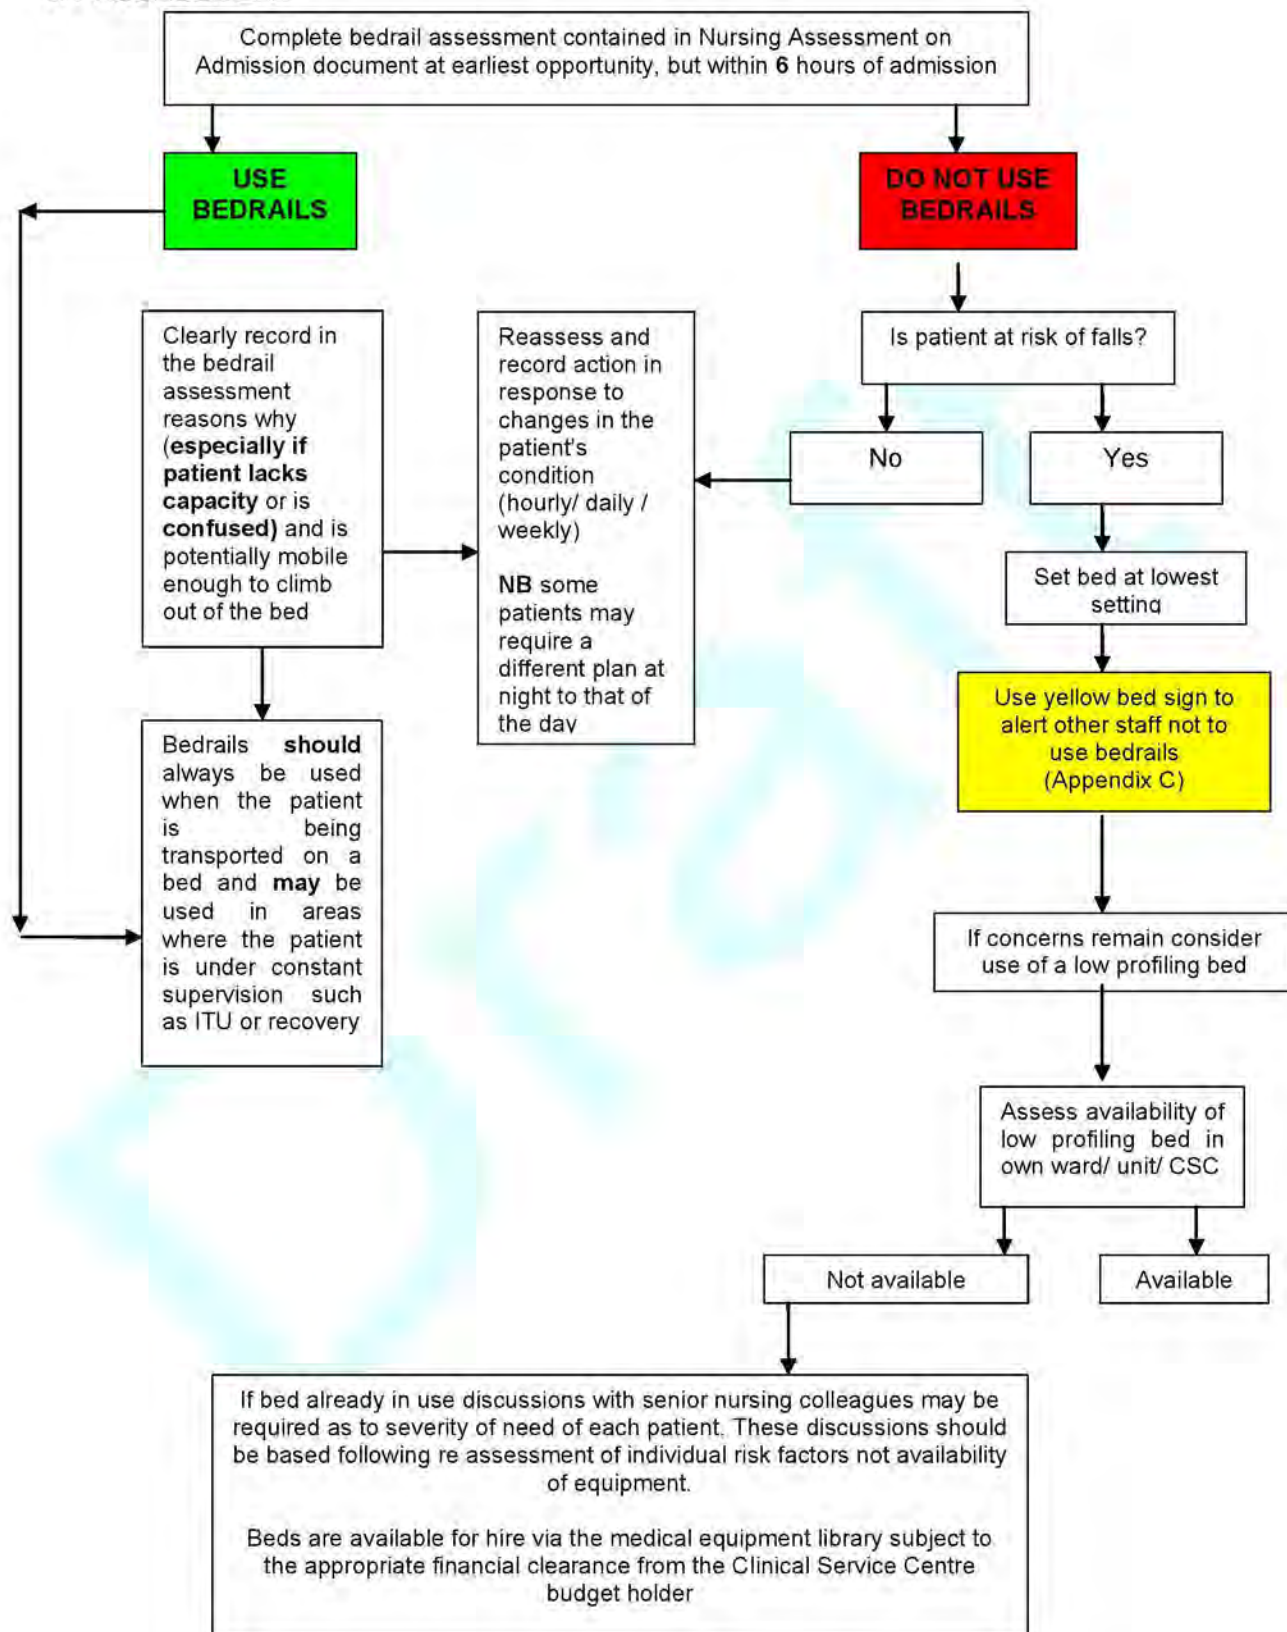 Complete bedrail assessment contained in Nursing Assessment on
Admission document at earliest opportunity, but within 6 hours of admission
USE
BEDRAILS
DO NOT USE
BEDRAILS
Clearly record in
the bedrail
assessment
reasons why
(especially if
patient lacks
capacity or is
confused) and is
potentially mobile
enough to climb
out of the bed
Reassess and
record action in
response to
changes in the
patient's
condition
(hourly/ daily /
weekly)
NB some
patients may
require a
different plan at
night to that of
the day
Is patient at risk of falls?
No
Yes
Set bed at lowest
setting
Use yellow bed sign to
alert other staff not to
use bedrails
(Appendix C)
Bedrails should
always be used
when the patient
is being
transported on a
bed and may be
used in areas
where the patient
is under constant
supervision such
as ITU or recovery
If concerns remain consider
use of a low profiling bed
Assess availability of
low profiling bed in
own ward/ unit/ CSC
Not available
Available
If bed already in use discussions with senior nursing colleagues may be
required as to severity of need of each patient. These discussions should
be based following re assessment of individual risk factors not availability
of equipment.
Beds are available for hire via the medical equipment library subject to
the appropriate financial clearance from the Clinical Service Centre
budget holder